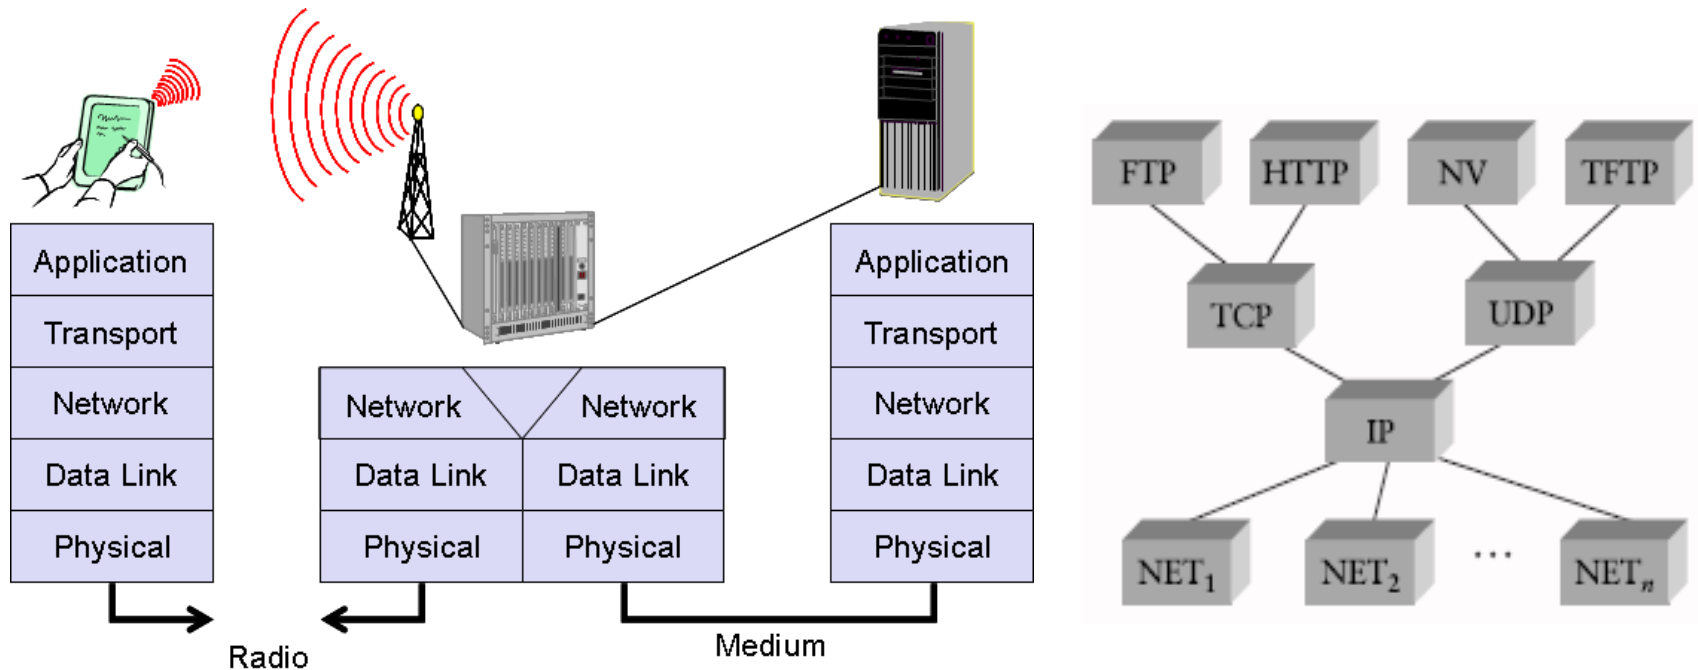 Application
Transport
Network
Data Link
Physical
Network Network
Data Link Data Link
Physical Physical
Application
Transport
Network
Data Link
Physical
Radio
Medium
FTP HTTP NV TFTP
TCP UDP
IP
NET1 NET2 ... NETn